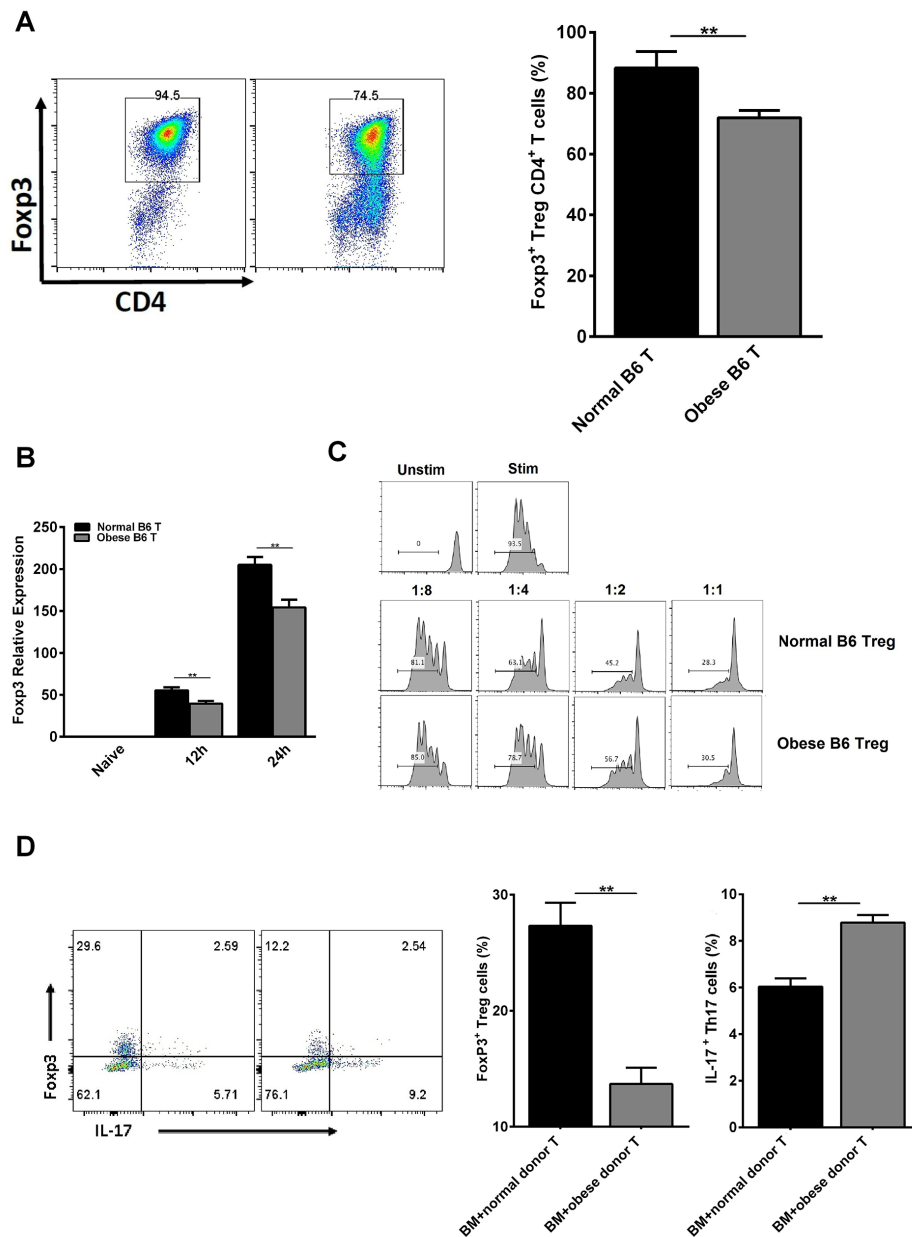 A
94.5
74.5
Foxp3
CD4
Foxp3+ Treg CD4+ T cells (%)
100
80
60
40
20
0
**
Normal B6 T
Obese B6 T
B
Normal B6 T
Obese B6 T
Foxp3 Relative Expression
250
200
150
100
50
0
**
**
Naive
12h
24h
C
Unstim
Stim
0
93.5
1:8
1:4
1:2
1:1
81.1
63.1
45.2
28.3
Normal B6 Treg
85.0
78.7
56.7
30.5
Obese B6 Treg
D
29.6
2.59
62.1
5.71
12.2
2.54
76.1
9.2
Foxp3
IL-17
FoxP3+ Treg cells (%)
30
20
10
**
BM+normal donor T
BM+obese donor T
IL-17 + Th17 cells (%)
10
8
6
4
2
0
**
BM+normal donor T
BM+obese donor T